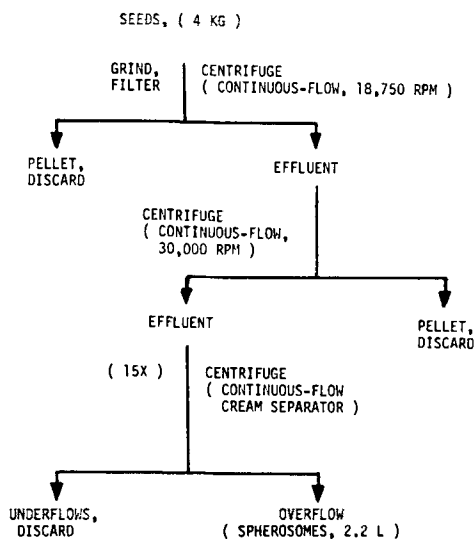 SEEDS, ( 4 KG )
GRIND,
FILTER
CENTRIFUGE
( CONTINUOUS-FLOW, 18,750 RPM )
PELLET,
DISCARD
EFFLUENT
CENTRIFUGE
( CONTINUOUS-FLOW,
30,000 RPM )
EFFLUENT
PELLET,
DISCARD
( 15X )
CENTRIFUGE
( CONTINUOUS-FLOW
CREAM SEPARATOR )
UNDERFLOWS,
DISCARD
OVERFLOW
( SPHEROSOMES, 2.2 L )